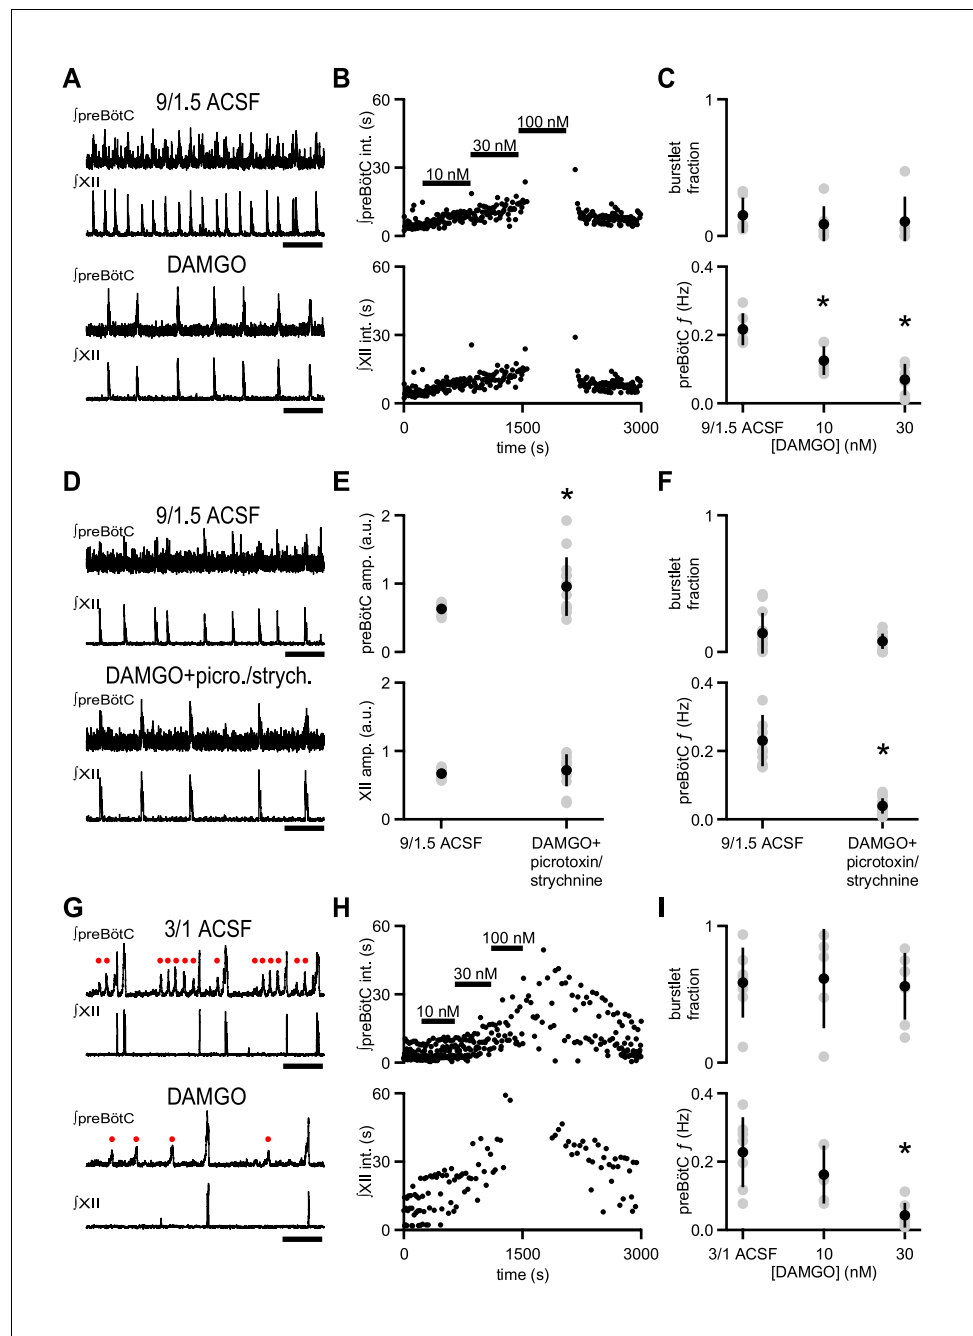 A
9/1.5 ACSF
∫preBötC
∫XII
DAMGO
∫preBötC
∫XII
B
∫preBötC int. (s)
60
30
0
10 nM
30 nM
100 nM
∫XII int. (s)
60
30
0
0
1500
3000
time (s)
C
burstlet
fraction
1
0
preBötC ƒ (Hz)
0.4
0.2
0.0
*
*
9/1.5 ACSF
10
30
[DAMGO] (nM)
D
9/1.5 ACSF
∫preBötC
∫XII
DAMGO+picro./strych.
∫preBötC
∫XII
E
preBötC amp. (a.u.)
2
1
0
*
XII amp. (a.u.)
2
1
0
9/1.5 ACSF
DAMGO+
picrotoxin/
strychnine
F
burstlet
fraction
1
0
preBötC ƒ (Hz)
0.4
0.2
0.0
*
9/1.5 ACSF
DAMGO+
picrotoxin/
strychnine
G
3/1 ACSF
∫preBötC
∫XII
DAMGO
∫preBötC
∫XII
H
∫preBötC int. (s)
60
30
0
10 nM
30 nM
100 nM
∫XII int. (s)
60
30
0
0
1500
3000
time (s)
I
burstlet
fraction
1
0
preBötC ƒ (Hz)
0.4
0.2
0.0
*
3/1 ACSF
10
30
[DAMGO] (nM)